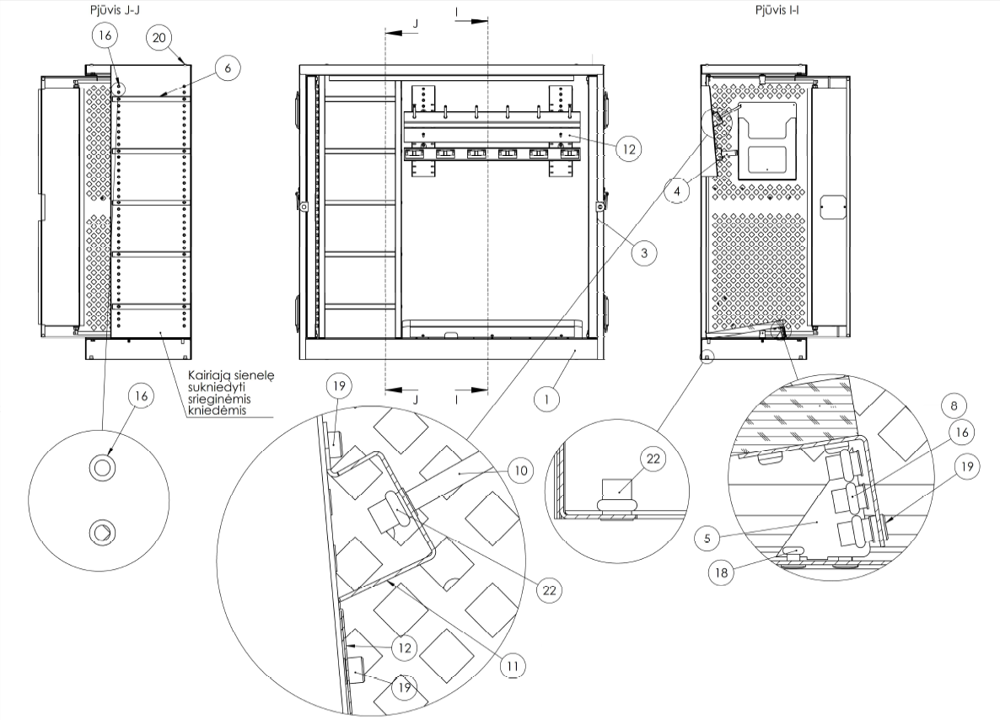 Pjūvis J-J
Pjūvis I-I
I
J
16
20
6
12
4
3
Kairiąją sienelę
sukniedyti
srieginėmis
kniedėmis
J
I
1
16
19
10
22
12
19
11
22
8
16
19
5
18